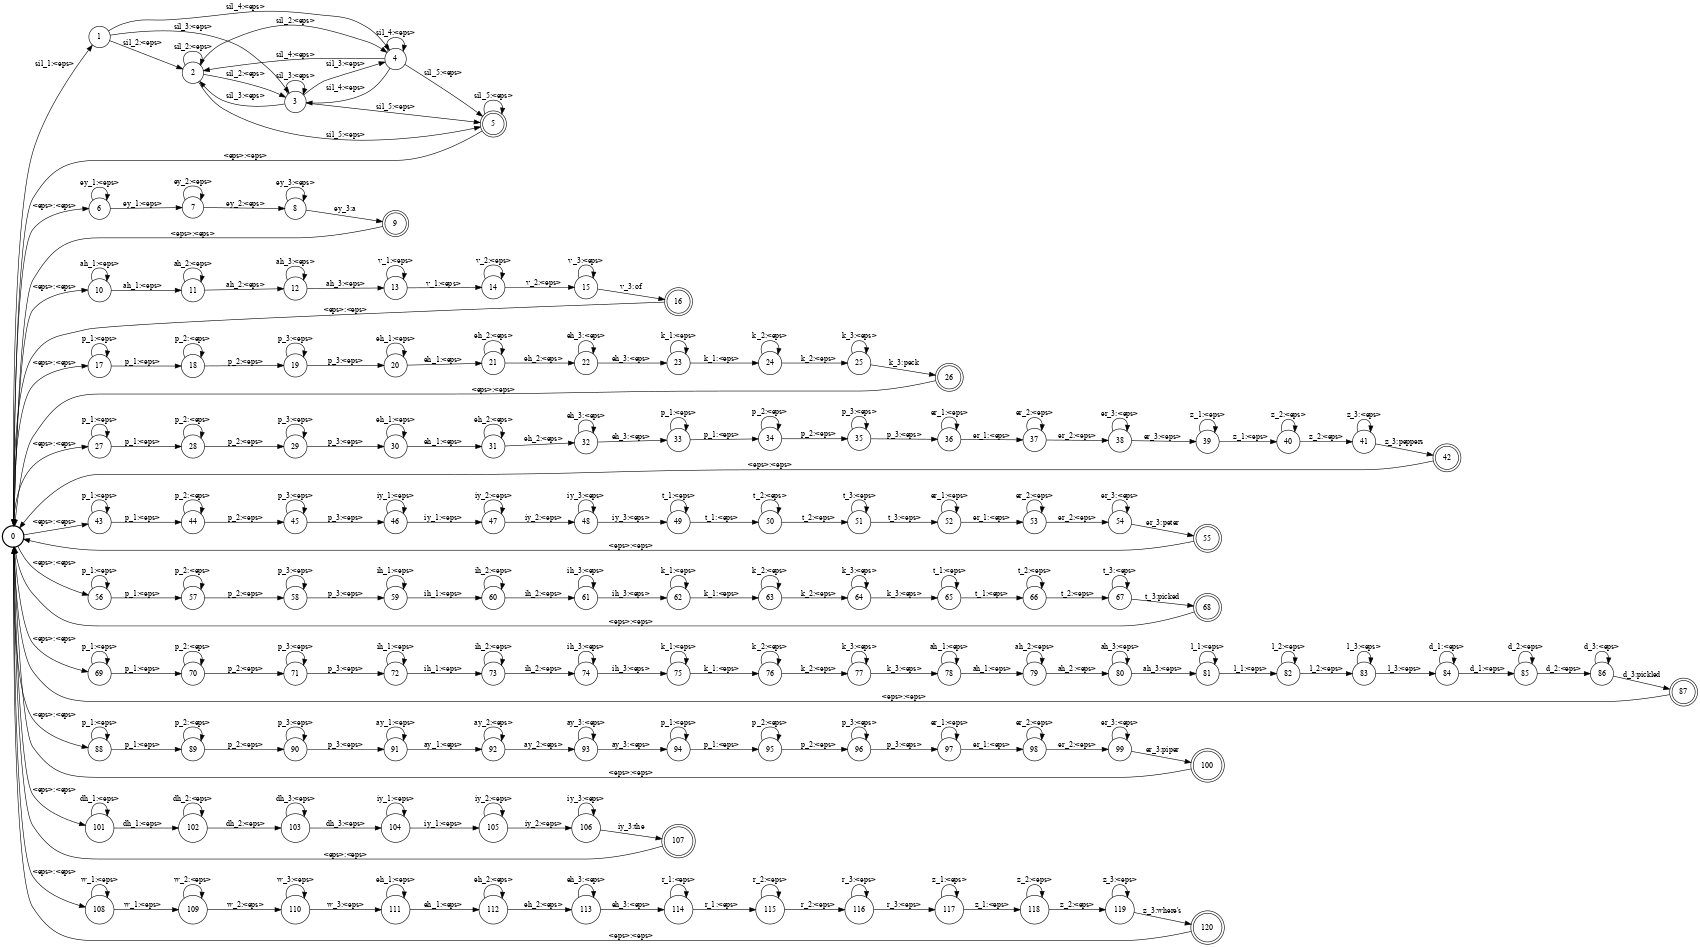 sil_4:<eps>
sil_3:<eps>
sil_2:<eps>
sil_1:<eps>
1
sil_2:<eps>
sil_2:<eps>
2
sil_4:<eps>
sil_4:<eps>
4
sil_2:<eps>
sil_3:<eps>
sil_3:<eps>
sil_3:<eps>
sil_4:<eps>
3
sil_5:<eps>
sil_5:<eps>
sil_5:<eps>
5
sil_5:<eps>
<eps>:<eps>
ey_1:<eps> ey_2:<eps> ey_3:<eps>
<eps>:<eps> 6 ey_1:<eps> 7 ey_2:<eps> 8 ey_3:a 9
<eps>:<eps>
ah_1:<eps> ah_2:<eps> ah_3:<eps> v_1:<eps> v_2:<eps> v_3:<eps>
<eps>:<eps> 10 ah_1:<eps> 11 ah_2:<eps> 12 ah_3:<eps> 13 v_1:<eps> 14 v_2:<eps> 15 v_3:of 16
<eps>:<eps>
p_1:<eps> p_2:<eps> p_3:<eps> eh_1:<eps> eh_2:<eps> eh_3:<eps> k_1:<eps> k_2:<eps> k_3:<eps>
<eps>:<eps> 17 p_1:<eps> 18 p_2:<eps> 19 p_3:<eps> 20 eh_1:<eps> 21 eh_2:<eps> 22 eh_3:<eps> 23 k_1:<eps> 24 k_2:<eps> 25 k_3:peck 26
<eps>:<eps>
p_1:<eps> p_2:<eps> p_3:<eps> eh_1:<eps> eh_2:<eps> eh_3:<eps> p_1:<eps> p_2:<eps> p_3:<eps> er_1:<eps> er_2:<eps> er_3:<eps> z_1:<eps> z_2:<eps> z_3:<eps>
<eps>:<eps> 27 p_1:<eps> 28 p_2:<eps> 29 p_3:<eps> 30 eh_1:<eps> 31 eh_2:<eps> 32 eh_3:<eps> 33 p_1:<eps> 34 p_2:<eps> 35 p_3:<eps> 36 er_1:<eps> 37 er_2:<eps> 38 er_3:<eps> 39 z_1:<eps> 40 z_2:<eps> 41 z_3:peppers 42
<eps>:<eps>
p_1:<eps> p_2:<eps> p_3:<eps> iy_1:<eps> iy_2:<eps> iy_3:<eps> t_1:<eps> t_2:<eps> t_3:<eps> er_1:<eps> er_2:<eps> er_3:<eps>
0 <eps>:<eps> 43 p_1:<eps> 44 p_2:<eps> 45 p_3:<eps> 46 iy_1:<eps> 47 iy_2:<eps> 48 iy_3:<eps> 49 t_1:<eps> 50 t_2:<eps> 51 t_3:<eps> 52 er_1:<eps> 53 er_2:<eps> 54 er_3:peter 55
<eps>:<eps>
p_1:<eps> p_2:<eps> p_3:<eps> ih_1:<eps> ih_2:<eps> ih_3:<eps> k_1:<eps> k_2:<eps> k_3:<eps> t_1:<eps> t_2:<eps> t_3:<eps>
<eps>:<eps> 56 p_1:<eps> 57 p_2:<eps> 58 p_3:<eps> 59 ih_1:<eps> 60 ih_2:<eps> 61 ih_3:<eps> 62 k_1:<eps> 63 k_2:<eps> 64 k_3:<eps> 65 t_1:<eps> 66 t_2:<eps> 67 t_3:picked 68
<eps>:<eps>
p_1:<eps> p_2:<eps> p_3:<eps> ih_1:<eps> ih_2:<eps> ih_3:<eps> k_1:<eps> k_2:<eps> k_3:<eps> ah_1:<eps> ah_2:<eps> ah_3:<eps> l_1:<eps> l_2:<eps> l_3:<eps> d_1:<eps> d_2:<eps> d_3:<eps>
<eps>:<eps> 69 p_1:<eps> 70 p_2:<eps> 71 p_3:<eps> 72 ih_1:<eps> 73 ih_2:<eps> 74 ih_3:<eps> 75 k_1:<eps> 76 k_2:<eps> 77 k_3:<eps> 78 ah_1:<eps> 79 ah_2:<eps> 80 ah_3:<eps> 81 l_1:<eps> 82 l_2:<eps> 83 l_3:<eps> 84 d_1:<eps> 85 d_2:<eps> 86 d_3:pickled 87
<eps>:<eps>
p_1:<eps> p_2:<eps> p_3:<eps> ay_1:<eps> ay_2:<eps> ay_3:<eps> p_1:<eps> p_2:<eps> p_3:<eps> er_1:<eps> er_2:<eps> er_3:<eps>
<eps>:<eps> 88 p_1:<eps> 89 p_2:<eps> 90 p_3:<eps> 91 ay_1:<eps> 92 ay_2:<eps> 93 ay_3:<eps> 94 p_1:<eps> 95 p_2:<eps> 96 p_3:<eps> 97 er_1:<eps> 98 er_2:<eps> 99 er_3:piper 100
<eps>:<eps>
dh_1:<eps> dh_2:<eps> dh_3:<eps> iy_1:<eps> iy_2:<eps> iy_3:<eps>
<eps>:<eps> 101 dh_1:<eps> 102 dh_2:<eps> 103 dh_3:<eps> 104 iy_1:<eps> 105 iy_2:<eps> 106 iy_3:the 107
<eps>:<eps>
w_1:<eps> w_2:<eps> w_3:<eps> eh_1:<eps> eh_2:<eps> eh_3:<eps> r_1:<eps> r_2:<eps> r_3:<eps> z_1:<eps> z_2:<eps> z_3:<eps>
<eps>:<eps> 108 w_1:<eps> 109 w_2:<eps> 110 w_3:<eps> 111 eh_1:<eps> 112 eh_2:<eps> 113 eh_3:<eps> 114 r_1:<eps> 115 r_2:<eps> 116 r_3:<eps> 117 z_1:<eps> 118 z_2:<eps> 119 z_3:where's 120
<eps>:<eps>